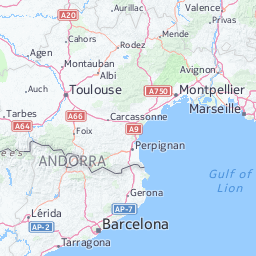 Aurillac
Valence
A20
Cahors
Rodez
Mende
Privas
Agen
Montauban
Albi
Avignon
Auch
Toulouse
A750
Montpellier
Tarbes
A66
Carcassonne
Marseille
A64
Foix
A9
Perpignan
ANDORRA
Gulf of
Lion
Gerona
Lérida
AP-7
AP-2
Barcelona
Tarragona